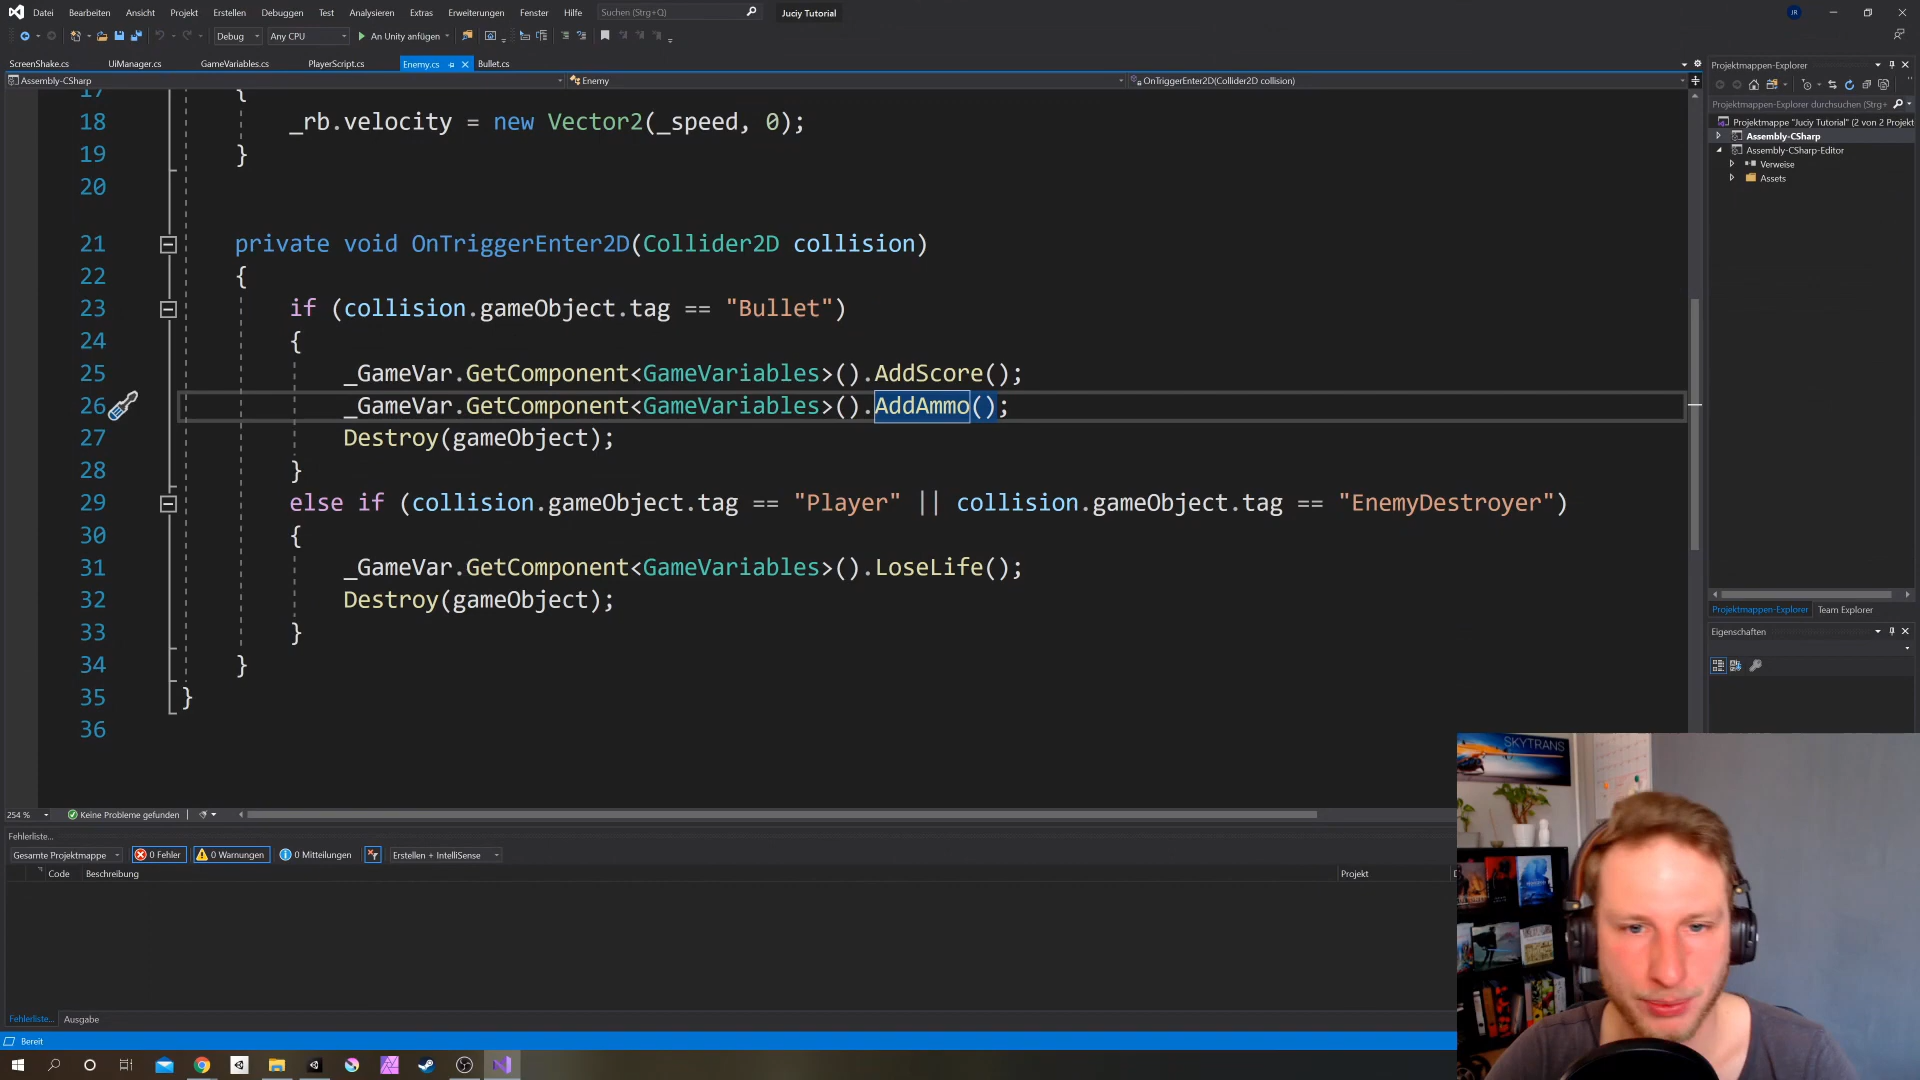 Datei Bearbeiten Ansicht Projekt Erstellen Debuggen Test Analysieren Extras Erweiterungen Fenster Hilfe Suchen (Strg+Q) Juciy Tutorial JR
Debug Any CPU An Unity anfügen
ScreenShake.cs UiManager.cs GameVariables.cs PlayerScript.cs Enemy.cs Bullet.cs
Assembly-CSharp Enemy OnTriggerEnter2D(Collider2D collision)
17 {
18 _rb.velocity = new Vector2(_speed, 0);
19 }
20
21 private void OnTriggerEnter2D(Collider2D collision)
22 {
23 if (collision.gameObject.tag == "Bullet")
24 {
25 _GameVar.GetComponent<GameVariables>().AddScore();
26 _GameVar.GetComponent<GameVariables>().AddAmmo();
27 Destroy(gameObject);
28 }
29 else if (collision.gameObject.tag == "Player" || collision.gameObject.tag == "EnemyDestroyer")
30 {
31 _GameVar.GetComponent<GameVariables>().LoseLife();
32 Destroy(gameObject);
33 }
34 }
35 }
36
254 % Keine Probleme gefunden
Fehlerliste...
Gesamte Projektmappe 0 Fehler 0 Warnungen 0 Mitteilungen Erstellen + IntelliSense
Code Beschreibung Projekt
Fehlerliste... Ausgabe
Bereit
Projektmappen-Explorer
Projektmappen-Explorer durchsuchen (Strg+
Projektmappe "Juciy Tutorial" (2 von 2 Projekt
Assembly-CSharp
Assembly-CSharp-Editor
Verweise
Assets
Projektmappen-Explorer Team Explorer
Eigenschaften
SKYTRANS